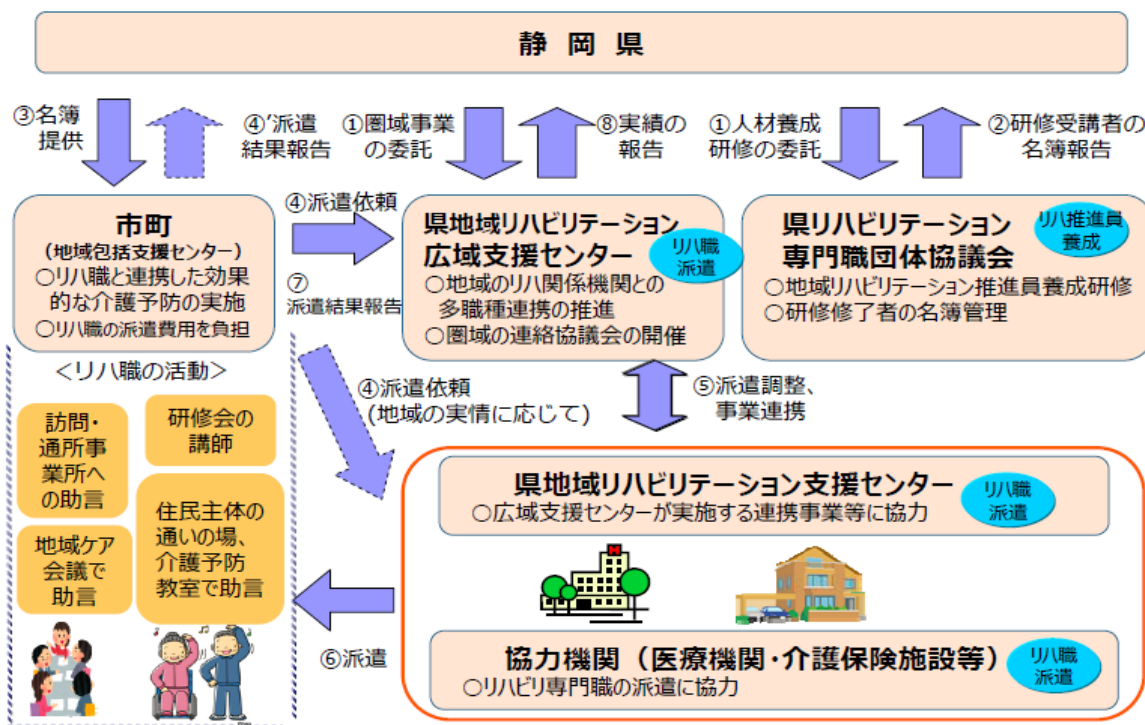 静岡県
③名簿
提供
④’派遣
結果報告
①圏域事業
の委託
⑧実績の
報告
①人材養成
研修の委託
②研修受講者の
名簿報告
市町
(地域包括支援センター)
○リハ職と連携した効果
的な介護予防の実施
○リハ職の派遣費用を負担
④派遣依頼
⑦
派遣結果報告
県地域リハビリテーション
広域支援センター
リハ職
派遣
○地域のリハ関係機関との
多職種連携の推進
○圏域の連絡協議会の開催
県リハビリテーション
専門職団体協議会
リハ推進員
養成
○地域リハビリテーション推進員養成研修
○研修修了者の名簿管理
＜リハ職の活動＞
訪問・
通所事
業所へ
の助言
研修会の
講師
地域ケア
会議で
助言
住民主体の
通いの場、
介護予防
教室で助言
④派遣依頼
(地域の実情に応じて)
⑤派遣調整、
事業連携
県地域リハビリテーション支援センター
○広域支援センターが実施する連携事業等に協力
リハ職
派遣
H
⑥派遣
協力機関（医療機関・介護保険施設等）
○リハビリ専門職の派遣に協力
リハ職
派遣